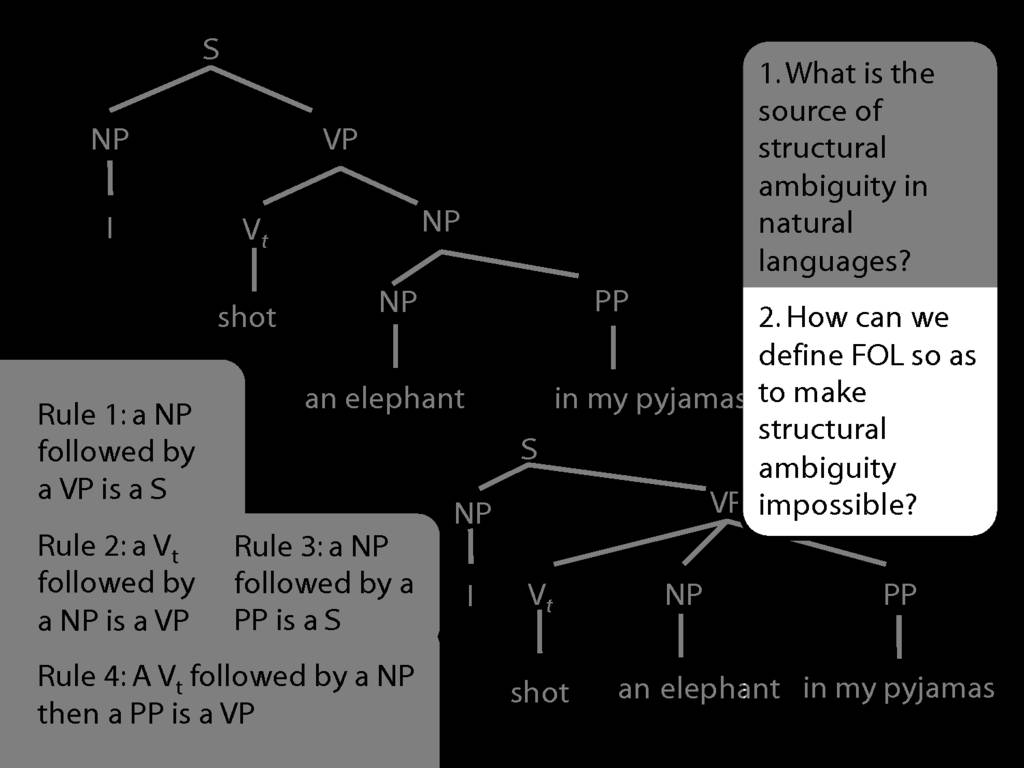 S
NP VP
I
V_t NP
shot
NP PP
an elephant in my pyjamas
1. What is the
source of
structural
ambiguity in
natural
languages?
2. How can we
define FOL so as
to make
structural
ambiguity
impossible?
Rule 1: a NP
followed by
a VP is a S
Rule 2: a V_t
followed by
a NP is a VP
Rule 3: a NP
followed by a
PP is a S
Rule 4: A V_t followed by a NP
then a PP is a VP
S
NP VP
I V_t NP PP
shot an elephant in my pyjamas